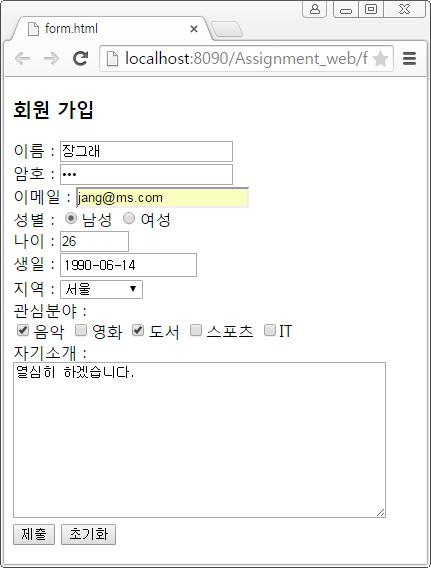 form.html
localhost:8090/Assignment_web/f
회원 가입
이름 : 장그래
암호 : •••
이메일 : jang@ms.com
성별 : 남성 여성
나이 : 26
생일 : 1990-06-14
지역 : 서울
관심분야 :
음악 영화 도서 스포츠 IT
자기소개 :
열심히 하겠습니다.
제출 초기화